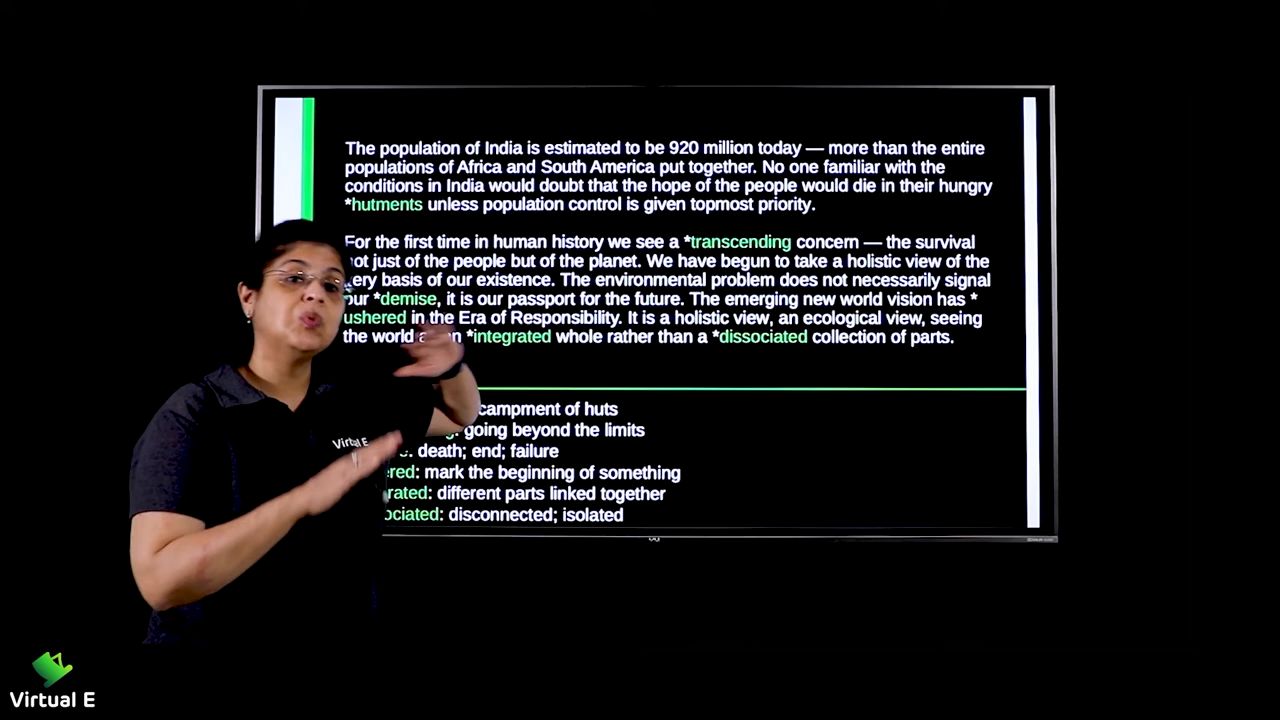 The population of India is estimated to be 920 million today — more than the entire
populations of Africa and South America put together. No one familiar with the
conditions in India would doubt that the hope of the people would die in their hungry
*hutments unless population control is given topmost priority.
For the first time in human history we see a *transcending concern — the survival
not just of the people but of the planet. We have begun to take a holistic view of the
very basis of our existence. The environmental problem does not necessarily signal
our *demise, it is our passport for the future. The emerging new world vision has *
ushered in the Era of Responsibility. It is a holistic view, an ecological view, seeing
the world an *integrated whole rather than a *dissociated collection of parts.
campment of huts
g: going beyond the limits
e: death; end; failure
ered: mark the beginning of something
rated: different parts linked together
ociated: disconnected; isolated
Virtual E
Virtual E